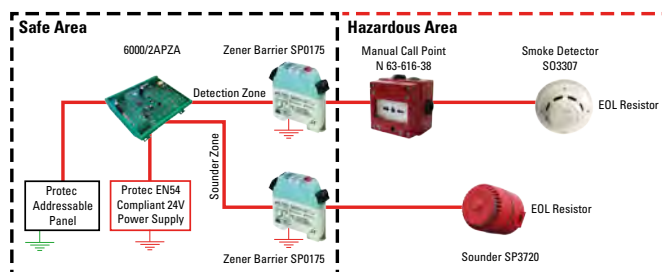 Safe Area
Hazardous Area
6000/2APZA
Zener Barrier SP0175
Manual Call Point
N 63-616-38
Smoke Detector
SO3307
Detection Zone
EOL Resistor
Sounder Zone
Protec
Addressable
Panel
Protec EN54
Compliant 24V
Power Supply
EOL Resistor
Zener Barrier SP0175
Sounder SP3720